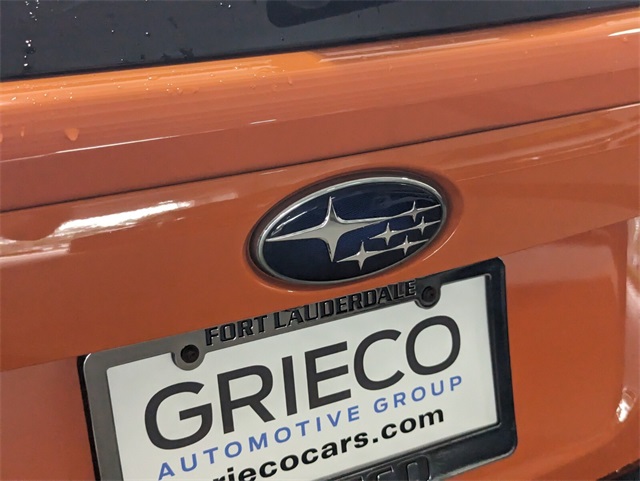 FORT LAUDERDALE
GRIECO
AUTOMOTIVE GROUP
griecocars.com